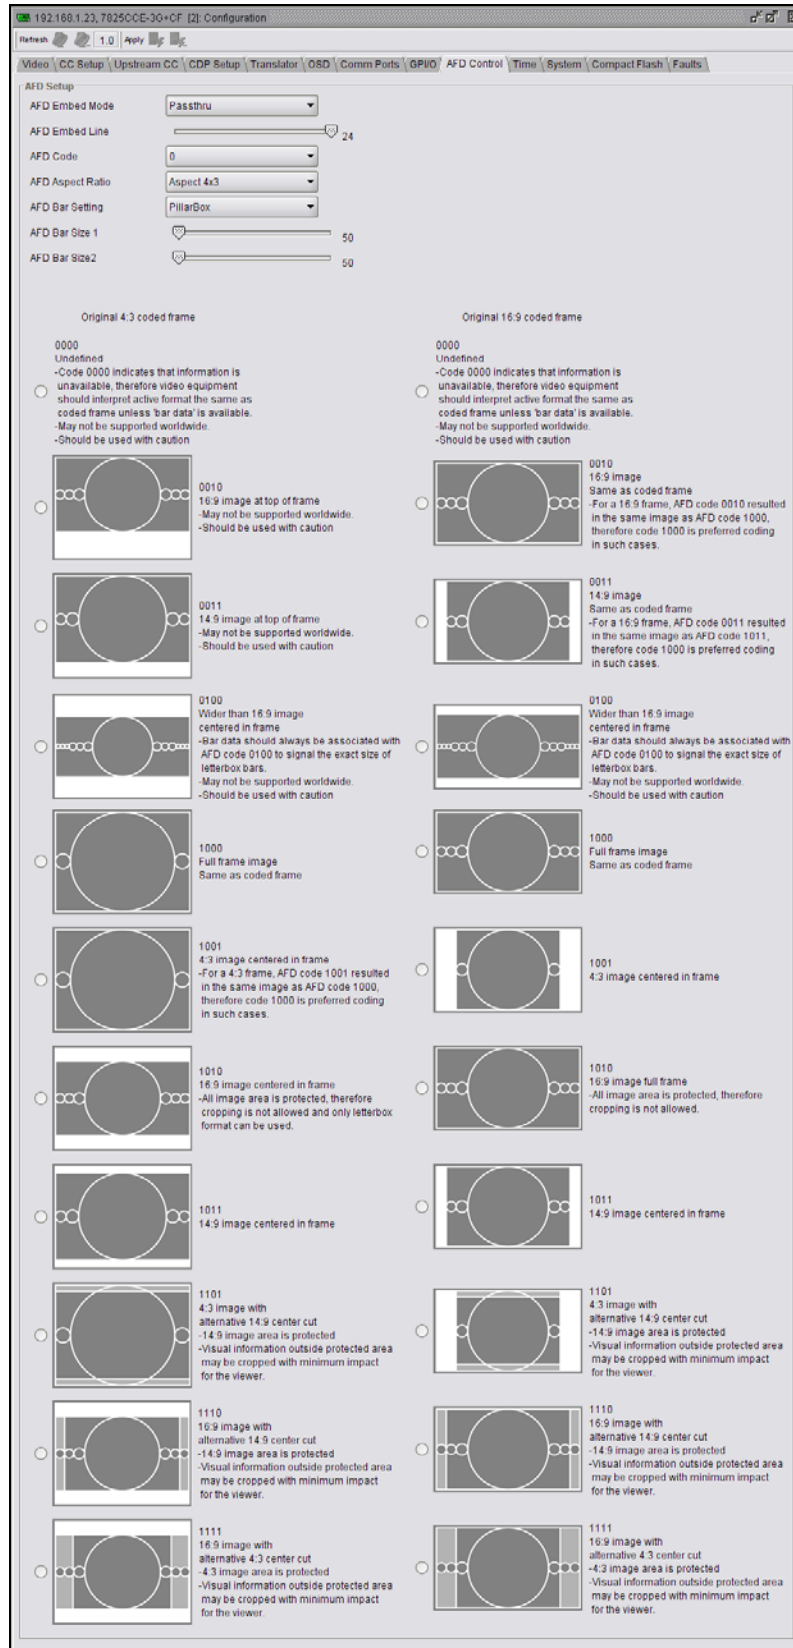 192.168.1.23, 7825CCE-3G+CF [2]: Configuration
Refresh 1.0 Apply
Video CC Setup Upstream CC CDP Setup Translator OSD Comm Ports GPI/O AFD Control Time System Compact Flash Faults
AFD Setup
AFD Embed Mode Passthru
AFD Embed Line 24
AFD Code 0
AFD Aspect Ratio Aspect 4x3
AFD Bar Setting PillarBox
AFD Bar Size 1 50
AFD Bar Size2 50
Original 4:3 coded frame
0000
Undefined
-Code 0000 indicates that information is
unavailable, therefore video equipment
should interpret active format the same as
coded frame unless 'bar data' is available.
-May not be supported worldwide.
-Should be used with caution
0010
16:9 image at top of frame
-May not be supported worldwide.
-Should be used with caution
0011
14:9 image at top of frame
-May not be supported worldwide.
-Should be used with caution
0100
Wider than 16:9 image
centered in frame
-Bar data should always be associated with
AFD code 0100 to signal the exact size of
letterbox bars.
-May not be supported worldwide.
-Should be used with caution
1000
Full frame image
Same as coded frame
1001
4:3 image centered in frame
-For a 4:3 frame, AFD code 1001 resulted
in the same image as AFD code 1000,
therefore code 1000 is preferred coding
in such cases.
1010
16:9 image centered in frame
-All image area is protected, therefore
cropping is not allowed and only letterbox
format can be used.
1011
14:9 image centered in frame
1101
4:3 image with
alternative 14:9 center cut
-14:9 image area is protected
-Visual information outside protected area
may be cropped with minimum impact
for the viewer.
1110
16:9 image with
alternative 14:9 center cut
-14:9 image area is protected
-Visual information outside protected area
may be cropped with minimum impact
for the viewer.
1111
16:9 image with
alternative 4:3 center cut
-4:3 image area is protected
-Visual information outside protected area
may be cropped with minimum impact
for the viewer.
Original 16:9 coded frame
0000
Undefined
-Code 0000 indicates that information is
unavailable, therefore video equipment
should interpret active format the same as
coded frame unless 'bar data' is available.
-May not be supported worldwide.
-Should be used with caution
0010
16:9 image
Same as coded frame
-For a 16:9 frame, AFD code 0010 resulted
in the same image as AFD code 1000,
therefore code 1000 is preferred coding
in such cases.
0011
14:9 image
Same as coded frame
-For a 16:9 frame, AFD code 0011 resulted
in the same image as AFD code 1011,
therefore code 1000 is preferred coding
in such cases.
0100
Wider than 16:9 image
centered in frame
-Bar data should always be associated with
AFD code 0100 to signal the exact size of
letterbox bars.
-May not be supported worldwide.
-Should be used with caution
1000
Full frame image
Same as coded frame
1001
4:3 image centered in frame
1010
16:9 image full frame
-All image area is protected, therefore
cropping is not allowed.
1011
14:9 image centered in frame
1101
4:3 image with
alternative 14:9 center cut
-14:9 image area is protected
-Visual information outside protected area
may be cropped with minimum impact
for the viewer.
1110
16:9 image with
alternative 14:9 center cut
-14:9 image area is protected
-Visual information outside protected area
may be cropped with minimum impact
for the viewer.
1111
16:9 image with
alternative 4:3 center cut
-4:3 image area is protected
-Visual information outside protected area
may be cropped with minimum impact
for the viewer.